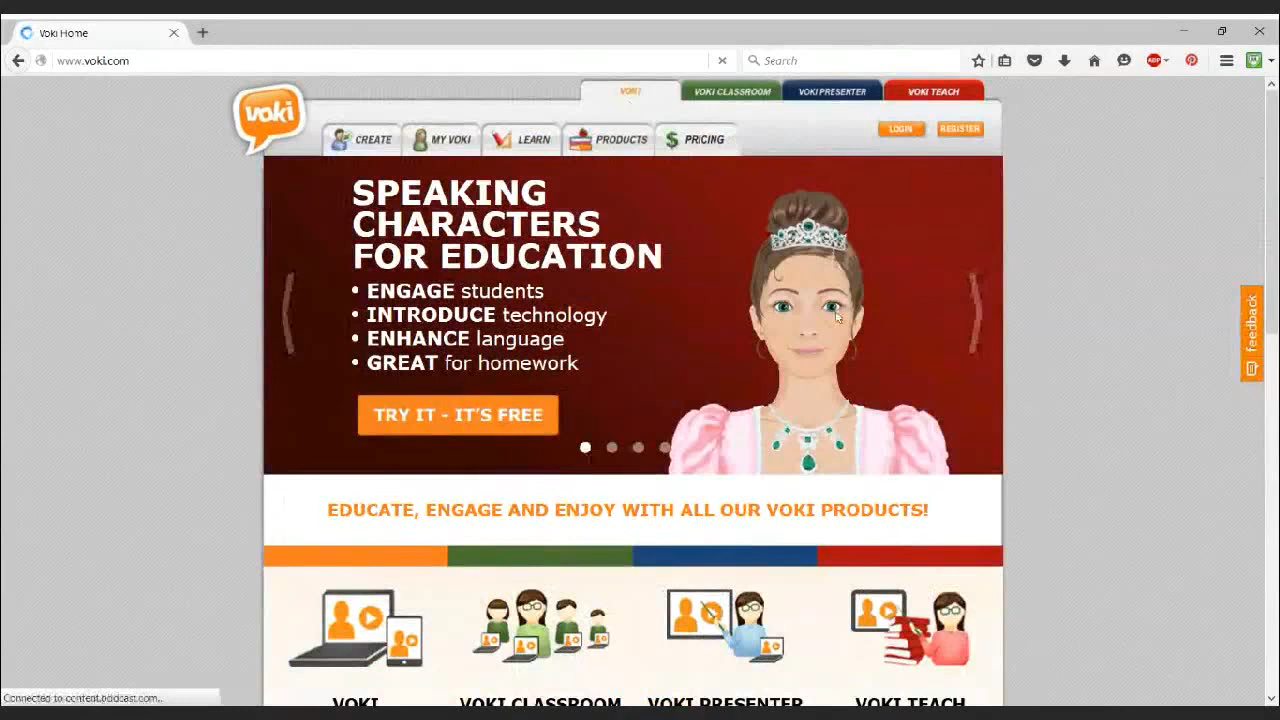 Voki Home
www.voki.com
Search
ABP
voki
VOKI
VOKI CLASSROOM
VOKI PRESENTER
VOKI TEACH
LOGIN
REGISTER
CREATE
MY VOKI
LEARN
PRODUCTS
PRICING
SPEAKING
CHARACTERS
FOR EDUCATION
• ENGAGE students
• INTRODUCE technology
• ENHANCE language
• GREAT for homework
TRY IT - IT'S FREE
feedback
EDUCATE, ENGAGE AND ENJOY WITH ALL OUR VOKI PRODUCTS!
VOKI
VOKI CLASSROOM
VOKI PRESENTER
VOKI TEACH
Connected to content.oddcast.com...